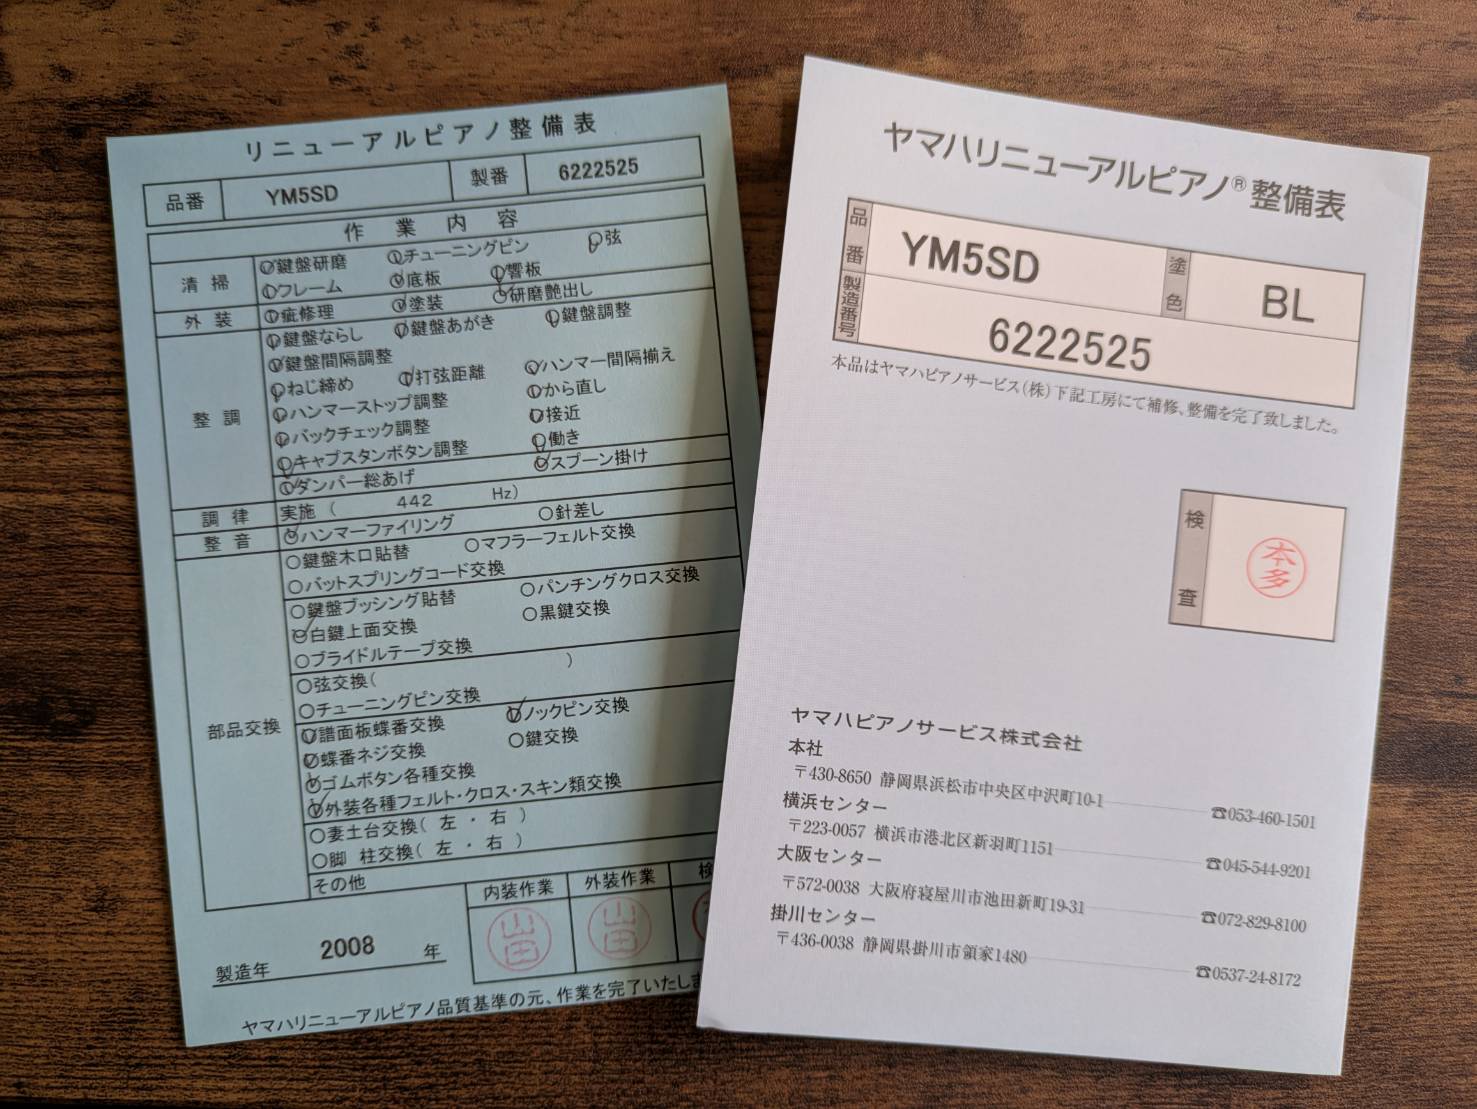 リニューアルピアノ整備表
品番 YM5SD 製番 6222525
作業内容
清掃 鍵盤研磨 チューニングピン 弦
フレーム 底板 響板
外装 疵修理 塗装 研磨艶出し
整調 鍵盤ならし 鍵盤あがき 鍵盤調整
鍵盤間隔調整
ねじ締め 打弦距離 ハンマー間隔揃え
ハンマーストップ調整 から直し
バックチェック調整 接近
キャプスタンボタン調整 働き
ダンパー総あげ スプーン掛け
調律 実施 ( 442 Hz)
整音 ハンマーファイリング ○針差し
部品交換 ○鍵盤木口貼替 ○マフラーフェルト交換
○バットスプリングコード交換
○鍵盤ブッシング貼替 ○パンチングクロス交換
○白鍵上面交換 ○黒鍵交換
○ブライドルテープ交換
○弦交換( )
○チューニングピン交換
譜面板蝶番交換 ノックピン交換
蝶番ネジ交換 ○鍵交換
ゴムボタン各種交換
外装各種フェルト・クロス・スキン類交換
○妻土台交換( 左 ・ 右 )
○脚 柱交換( 左 ・ 右 )
その他
内装作業 外装作業 検
山田 山田
製造年 2008 年
ヤマハリニューアルピアノ品質基準の元、作業を完了いたしま
ヤマハリニューアルピアノ®整備表
品番 YM5SD 塗色 BL
製造番号 6222525
本品はヤマハピアノサービス(株)下記工房にて補修、整備を完了致しました。
検査 本多
ヤマハピアノサービス株式会社
本社
〒430-8650 静岡県浜松市中央区中沢町10-1 ☎053-460-1501
横浜センター
〒223-0057 横浜市港北区新羽町1151 ☎045-544-9201
大阪センター
〒572-0038 大阪府寝屋川市池田新町19-31 ☎072-829-8100
掛川センター
〒436-0038 静岡県掛川市領家1480 ☎0537-24-8172